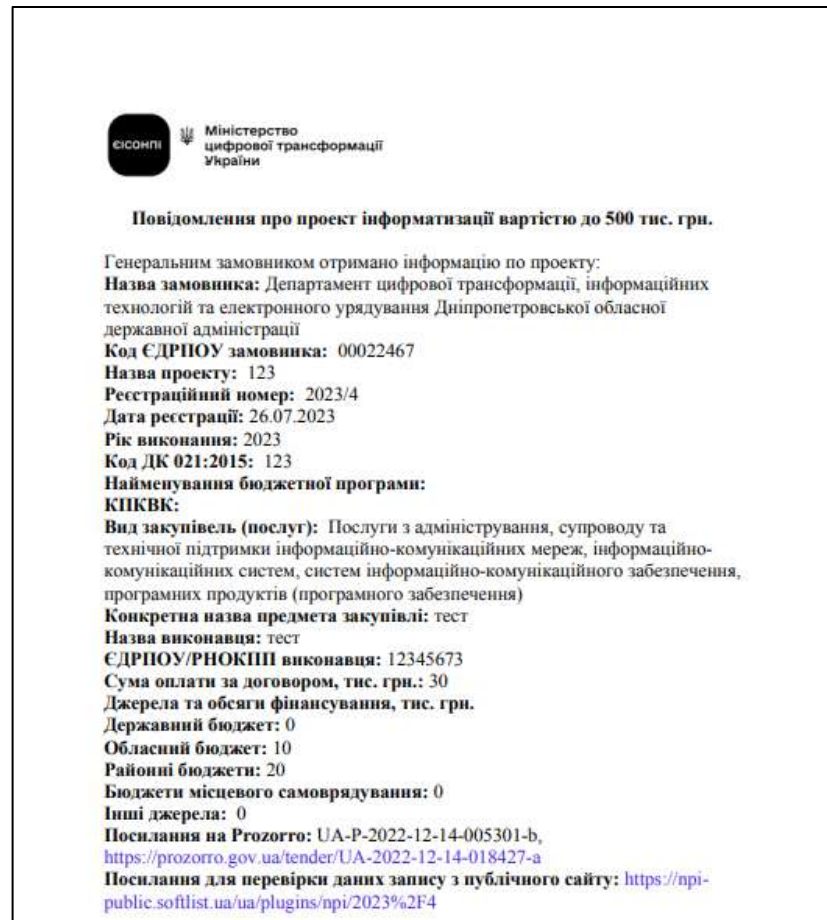 єісонпі
Міністерство
цифрової трансформації
України
Повідомлення про проект інформатизації вартістю до 500 тис. грн.
Генеральним замовником отримано інформацію по проекту:
Назва замовника: Департамент цифрової трансформації, інформаційних
технологій та електронного урядування Дніпропетровської обласної
державної адміністрації
Код ЄДРПОУ замовника: 00022467
Назва проекту: 123
Реєстраційний номер: 2023/4
Дата реєстрації: 26.07.2023
Рік виконання: 2023
Код ДК 021:2015: 123
Найменування бюджетної програми:
КПКВК:
Вид закупівель (послуг): Послуги з адміністрування, супроводу та
технічної підтримки інформаційно-комунікаційних мереж, інформаційно-
комунікаційних систем, систем інформаційно-комунікаційного забезпечення,
програмних продуктів (програмного забезпечення)
Конкретна назва предмета закупівлі: тест
Назва виконавця: тест
ЄДРПОУ/РНОКПП виконавця: 12345673
Сума оплати за договором, тис. грн.: 30
Джерела та обсяги фінансування, тис. грн.
Державний бюджет: 0
Обласний бюджет: 10
Районні бюджети: 20
Бюджети місцевого самоврядування: 0
Інші джерела: 0
Посилання на Prozorro: UA-P-2022-12-14-005301-b,
https://prozorro.gov.ua/tender/UA-2022-12-14-018427-a
Посилання для перевірки даних запису з публічного сайту: https://npi-
public.softlist.ua/ua/plugins/npi/2023%2F4